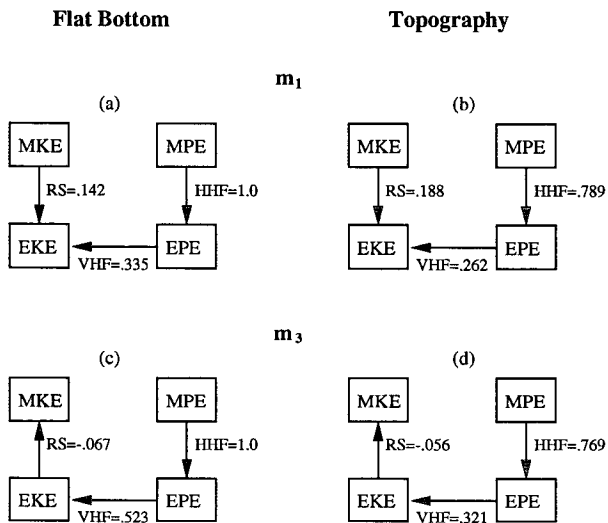 Flat Bottom Topography
m1
(a) (b)
MKE MPE MKE MPE
RS=.142 HHF=1.0 RS=.188 HHF=.789
EKE EPE EKE EPE
VHF=.335 VHF=.262
m3
(c) (d)
MKE MPE MKE MPE
RS=-.067 HHF=1.0 RS=-.056 HHF=.769
EKE EPE EKE EPE
VHF=.523 VHF=.321